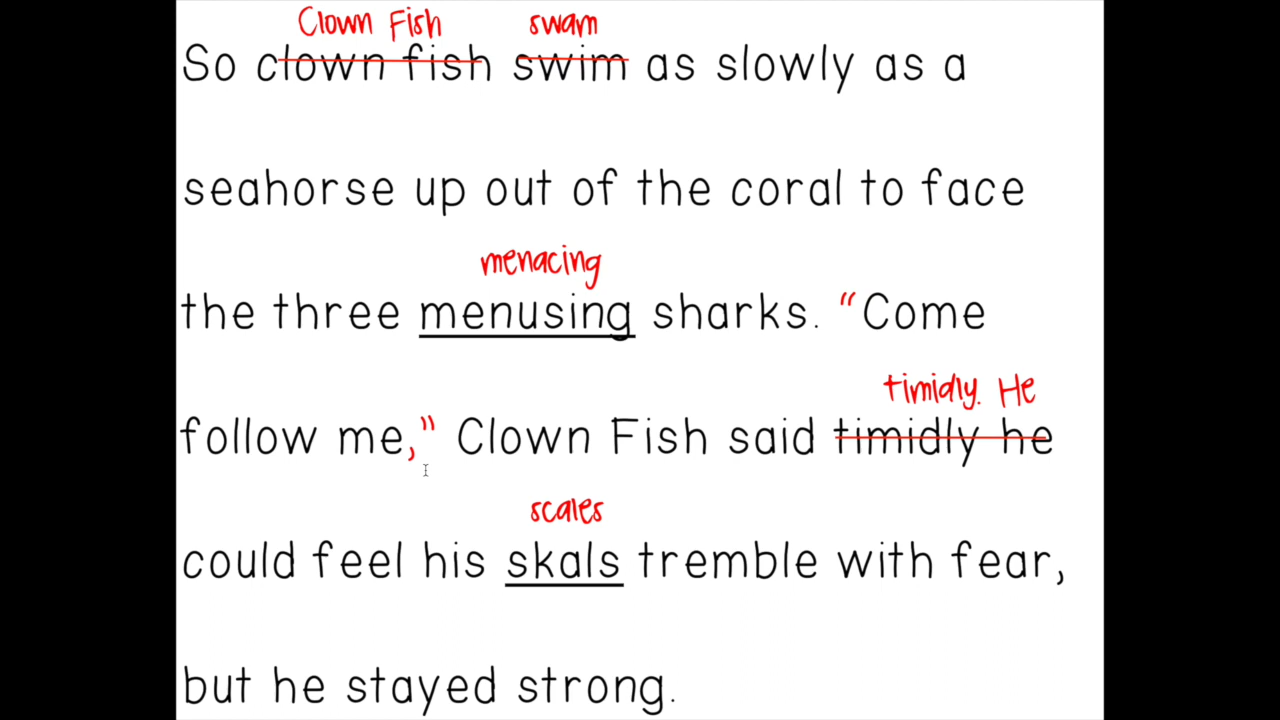 Clown Fish swam
So clown fish swim as slowly as a
seahorse up out of the coral to face
menacing
the three menusing sharks. "Come
timidly. He
follow me," Clown Fish said timidly he
scales
could feel his skals tremble with fear,
but he stayed strong.